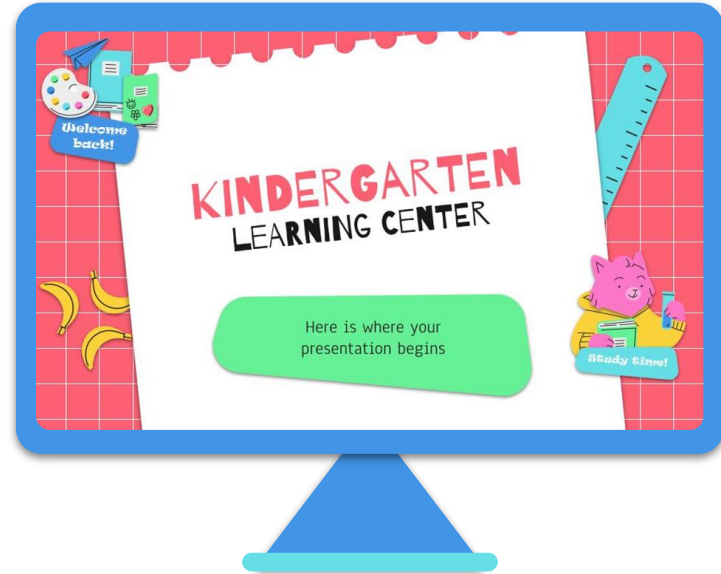 Welcome
back!
KINDERGARTEN
LEARNING CENTER
Here is where your
presentation begins
Study time!